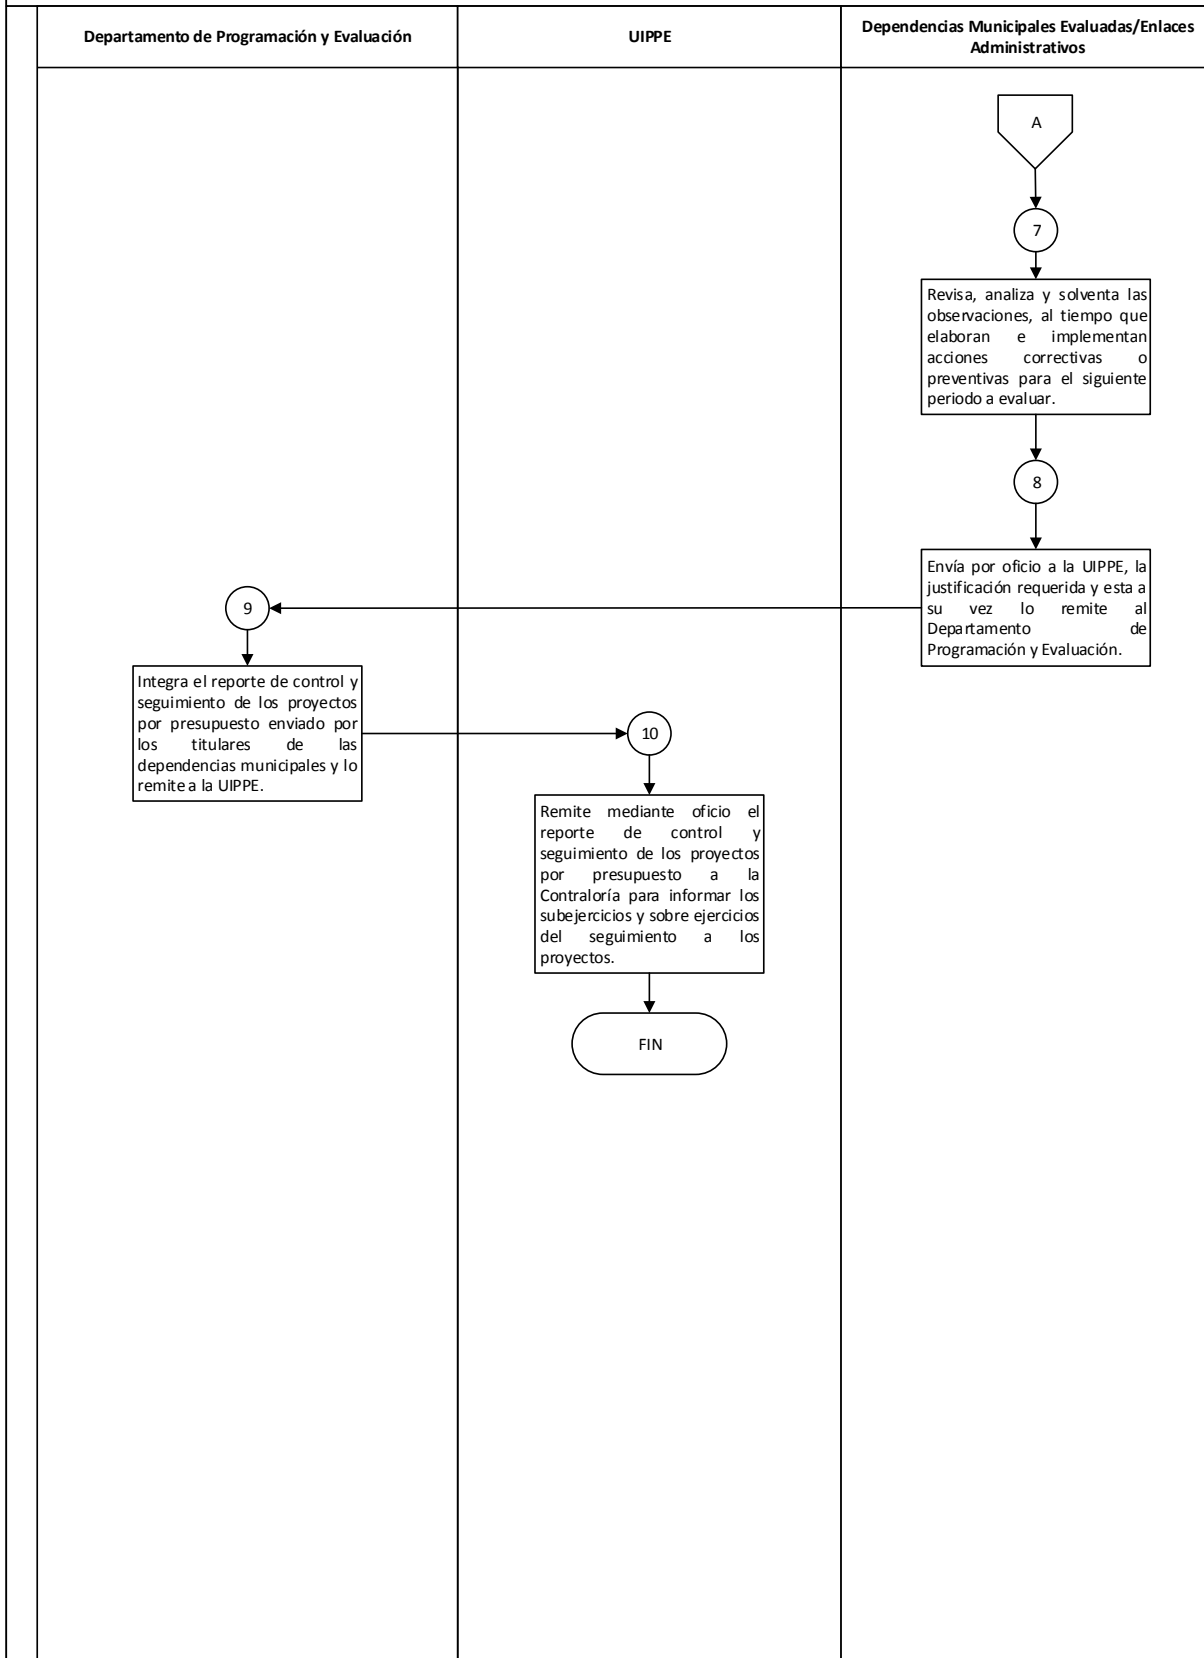 Departamento de Programación y Evaluación
UIPPE
Dependencias Municipales Evaluadas/Enlaces
Administrativos
A
7
Revisa, analiza y solventa las
observaciones, al tiempo que
elaboran e implementan
acciones correctivas o
preventivas para el siguiente
periodo a evaluar.
8
Envía por oficio a la UIPPE, la
justificación requerida y esta a
su vez lo remite al
Departamento de
Programación y Evaluación.
9
Integra el reporte de control y
seguimiento de los proyectos
por presupuesto enviado por
los titulares de las
dependencias municipales y lo
remite a la UIPPE.
10
Remite mediante oficio el
reporte de control y
seguimiento de los proyectos
por presupuesto a la
Contraloría para informar los
subejercicios y sobre ejercicios
del seguimiento a los
proyectos.
FIN